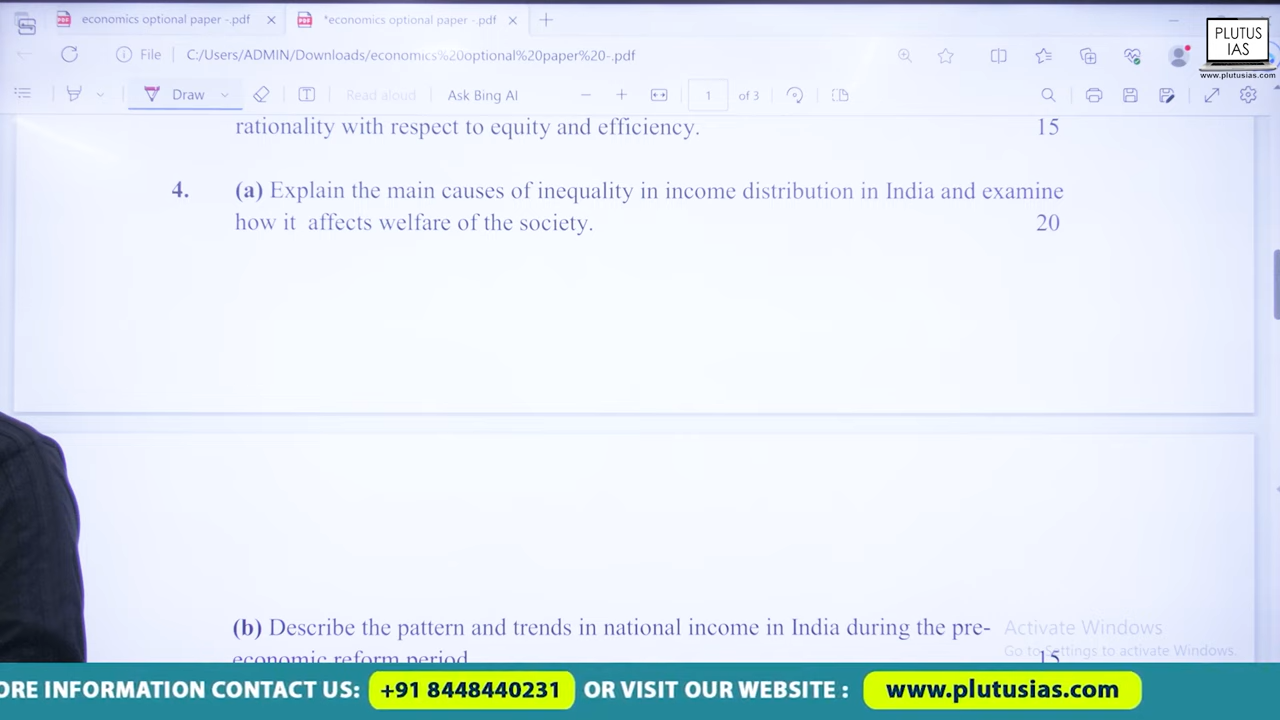 economics optional paper -.pdf
*economics optional paper -.pdf
PLUTUS
IAS
www.plutusias.com
File
C:/Users/ADMIN/Downloads/economics%20optional%20paper%20-.pdf
Draw
Read aloud
Ask Bing AI
1
of 3
rationality with respect to equity and efficiency. 15
4. (a) Explain the main causes of inequality in income distribution in India and examine
how it affects welfare of the society. 20
(b) Describe the pattern and trends in national income in India during the pre-
economic reform period 15
Activate Windows
Go to Settings to activate Windows.
ORE INFORMATION CONTACT US: +91 8448440231 OR VISIT OUR WEBSITE : www.plutusias.com